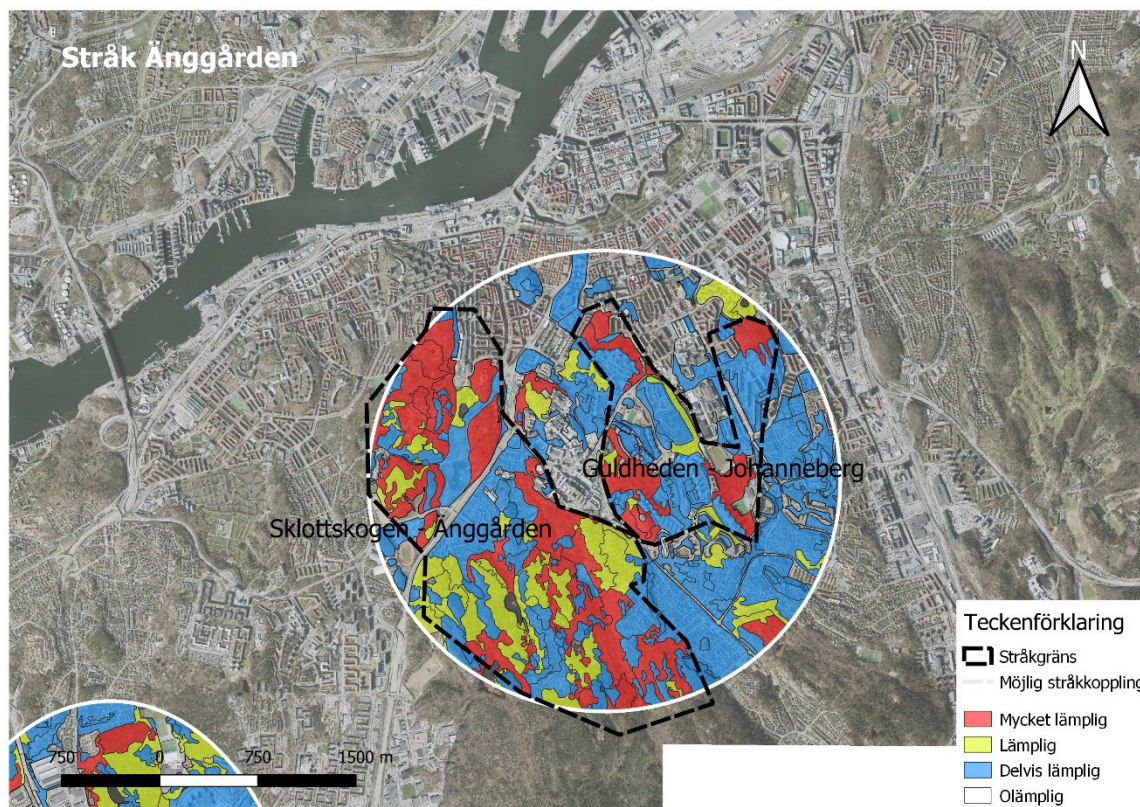 Stråk Änggården
N
Guldheden - Johanneberg
Sklottskogen - Änggården
Teckenförklaring
Stråkgräns
Möjlig stråkkoppling
Mycket lämplig
Lämplig
Delvis lämplig
Olämplig
750 0 750 1500 m